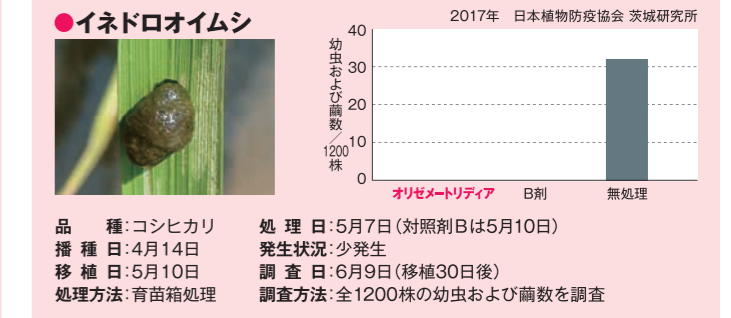 ●イネドロオイムシ
2017年 日本植物防疫協会 茨城研究所
幼虫および繭数／1200株
40
30
20
10
0
オリゼメートリディア B剤 無処理
品種:コシヒカリ
播種日:4月14日
移植日:5月10日
処理方法:育苗箱処理
処理日:5月7日(対照剤Bは5月10日)
発生状況:少発生
調査日:6月9日(移植30日後)
調査方法:全1200株の幼虫および繭数を調査